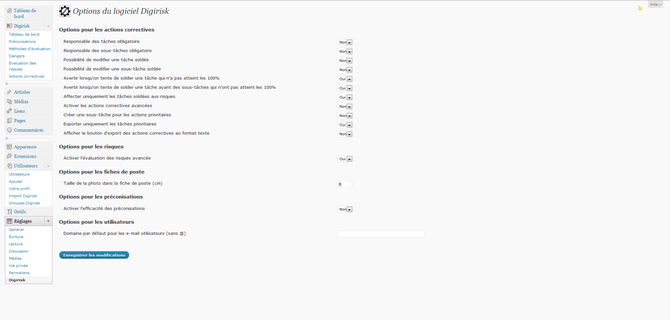 Aide
Options du logiciel Digirisk
Tableau de
bord
Digirisk
Tableau de bord
Préconisations
Méthodes d'évaluation
Dangers
Évaluation des
risques
Actions correctives
Articles
Médias
Liens
Pages
Commentaires
Apparence
Extensions
Utilisateurs
Utilisateurs
Ajouter
Votre profil
Import Digirisk
Groupes Digirisk
Outils
Réglages
Général
Écriture
Lecture
Discussion
Médias
Vie privée
Permaliens
Digirisk
Options pour les actions correctives
Responsable des tâches obligatoire Non
Responsable des sous-tâches obligatoire Non
Possibilité de modifier une tâche soldée Non
Possibilité de modifier une sous-tâche soldée Non
Avertir lorsqu'on tente de solder une tâche qui n'a pas atteint les 100% Oui
Avertir lorsqu'on tente de solder une tâche ayant des sous-tâches qui n'ont pas atteint les 100% Oui
Affecter uniquement les tâches soldées aux risques Oui
Activer les actions correctives avancées Non
Créer une sous-tâche pour les actions prioritaires Non
Exporter uniquement les tâches prioritaires Oui
Afficher le bouton d'export des actions correctives au format texte Non
Options pour les risques
Activer l'évaluation des risques avancée Oui
Options pour les fiches de poste
Taille de la photo dans la fiche de poste (cm) 8
Options pour les préconisations
Activer l'efficacité des préconisations Non
Options pour les utilisateurs
Domaine par défaut pour les e-mail utilisateurs (sans @)
Enregistrer les modifications